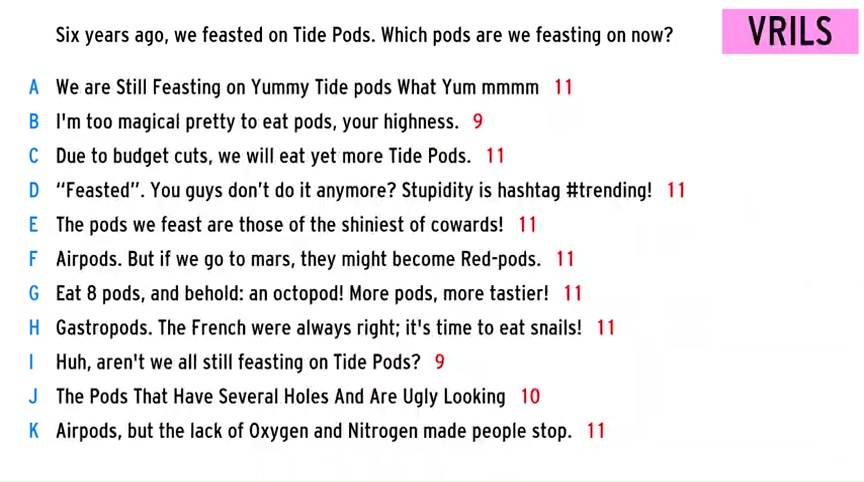 Six years ago, we feasted on Tide Pods. Which pods are we feasting on now?
VRILS
A We are Still Feasting on Yummy Tide pods What Yum mmmm 11
B I'm too magical pretty to eat pods, your highness. 9
C Due to budget cuts, we will eat yet more Tide Pods. 11
D “Feasted”. You guys don’t do it anymore? Stupidity is hashtag #trending! 11
E The pods we feast are those of the shiniest of cowards! 11
F Airpods. But if we go to mars, they might become Red-pods. 11
G Eat 8 pods, and behold: an octopod! More pods, more tastier! 11
H Gastropods. The French were always right; it's time to eat snails! 11
I Huh, aren't we all still feasting on Tide Pods? 9
J The Pods That Have Several Holes And Are Ugly Looking 10
K Airpods, but the lack of Oxygen and Nitrogen made people stop. 11